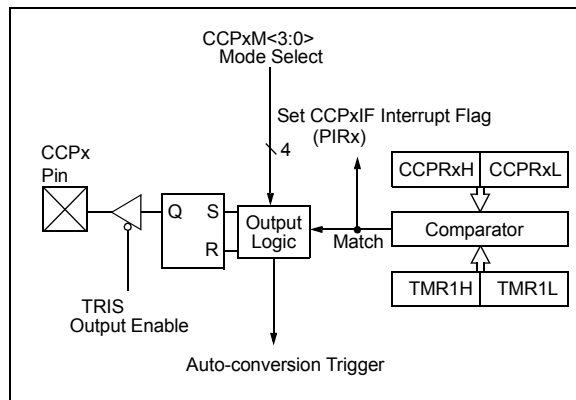 CCPxM<3:0>
Mode Select
Set CCPxIF Interrupt Flag
(PIRx)
4
CCPx
Pin
CCPRxH CCPRxL
Q S
R
Output
Logic
Match
Comparator
TRIS
Output Enable
TMR1H TMR1L
Auto-conversion Trigger